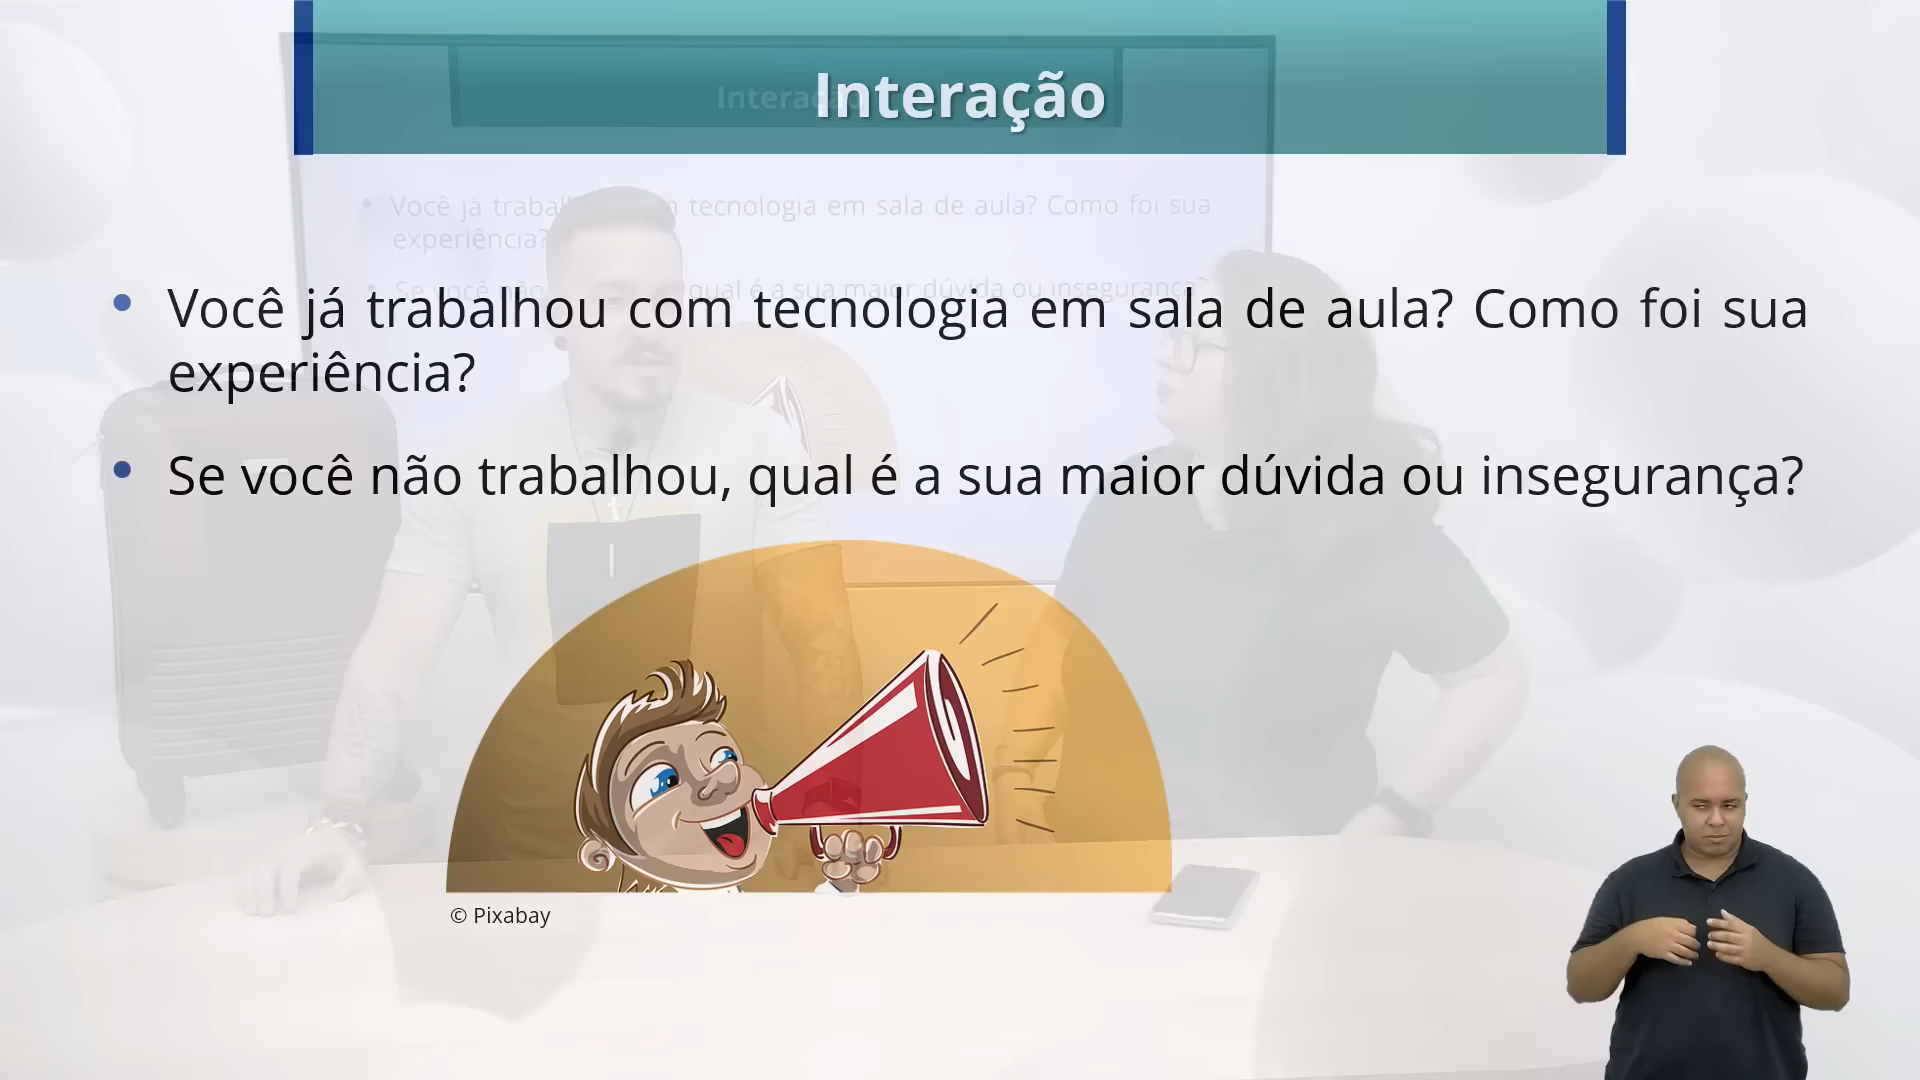 Interação
Você já trabalhou com tecnologia em sala de aula? Como foi sua
experiência?
Se você não trabalhou, qual é a sua maior dúvida ou insegurança?
© Pixabay